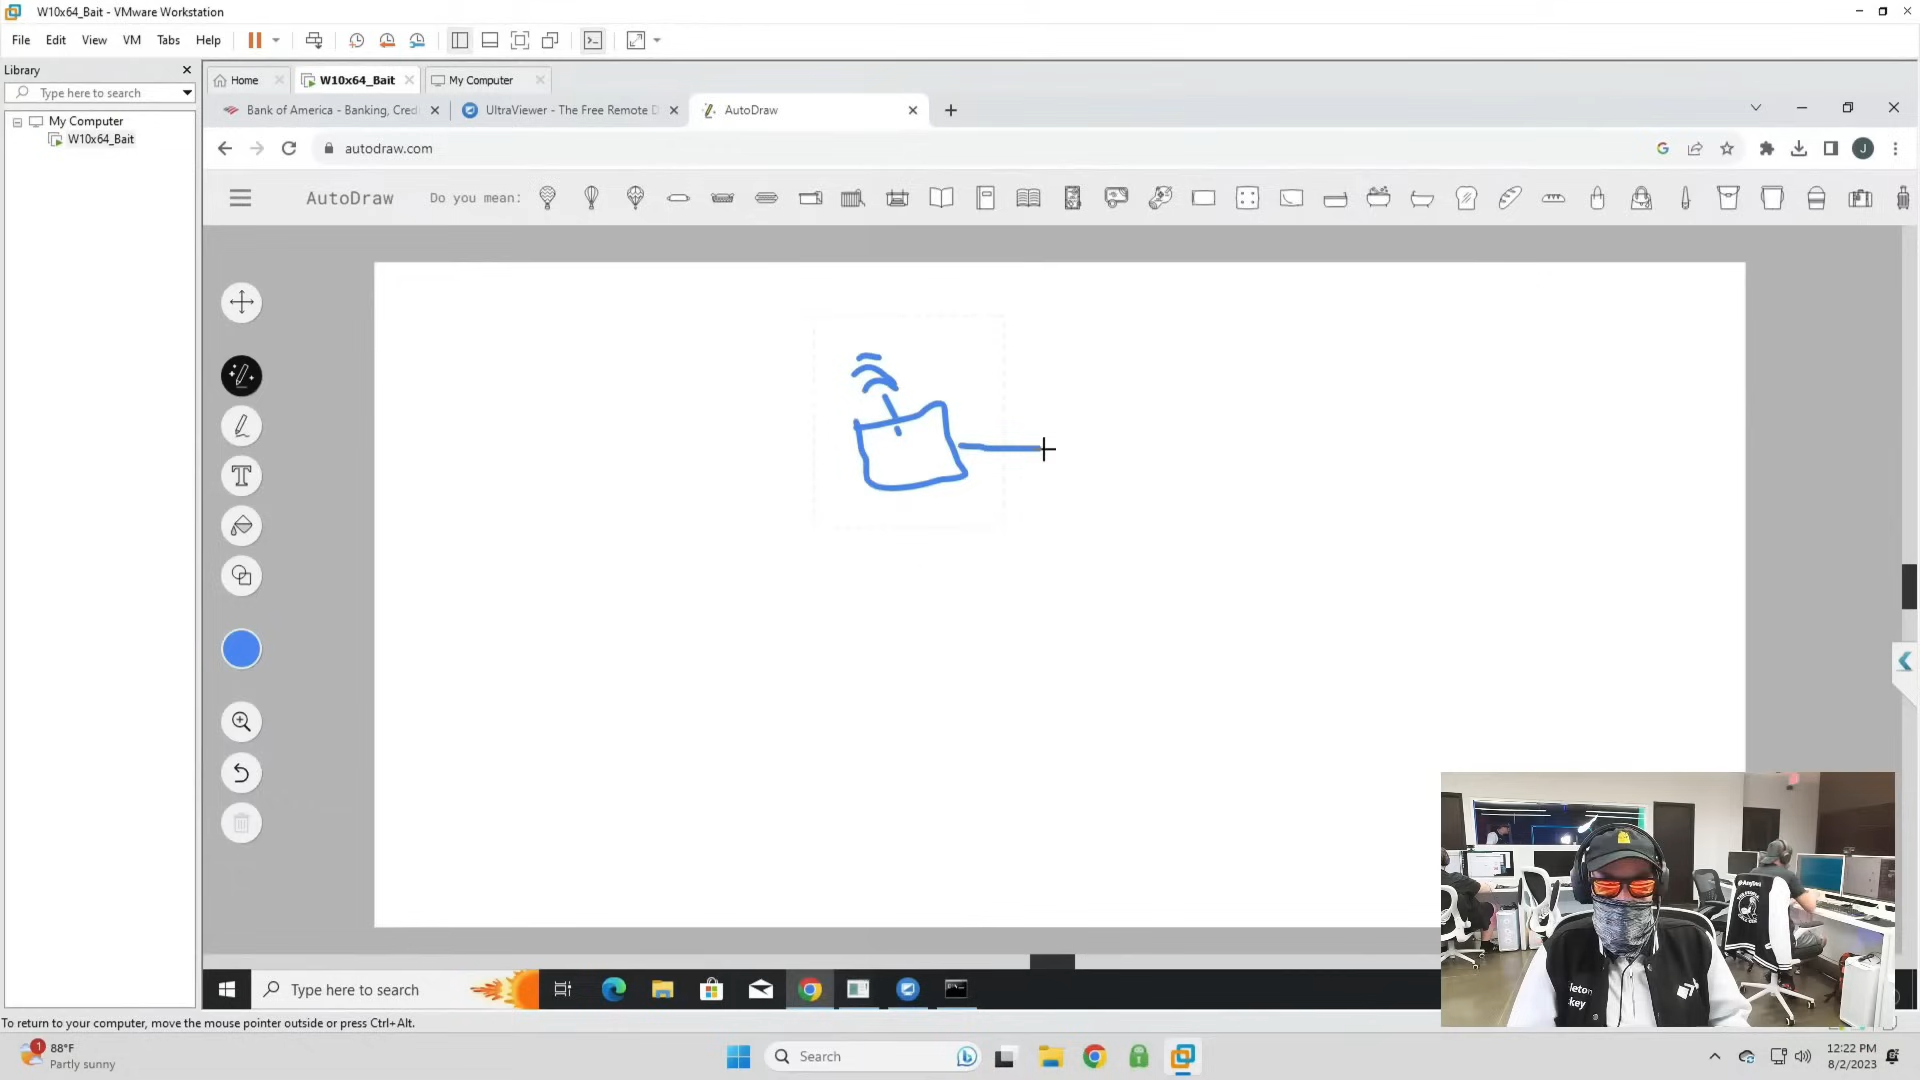 W10x64_Bait - VMware Workstation
File Edit View VM Tabs Help
Library
Type here to search
My Computer
W10x64_Bait
Home W10x64_Bait My Computer
Bank of America - Banking, Cred UltraViewer - The Free Remote D AutoDraw
autodraw.com
J
AutoDraw Do you mean:
T
Type here to search
To return to your computer, move the mouse pointer outside or press Ctrl+Alt.
1 88°F
Partly sunny
Search
12:22 PM
8/2/2023
leton
key